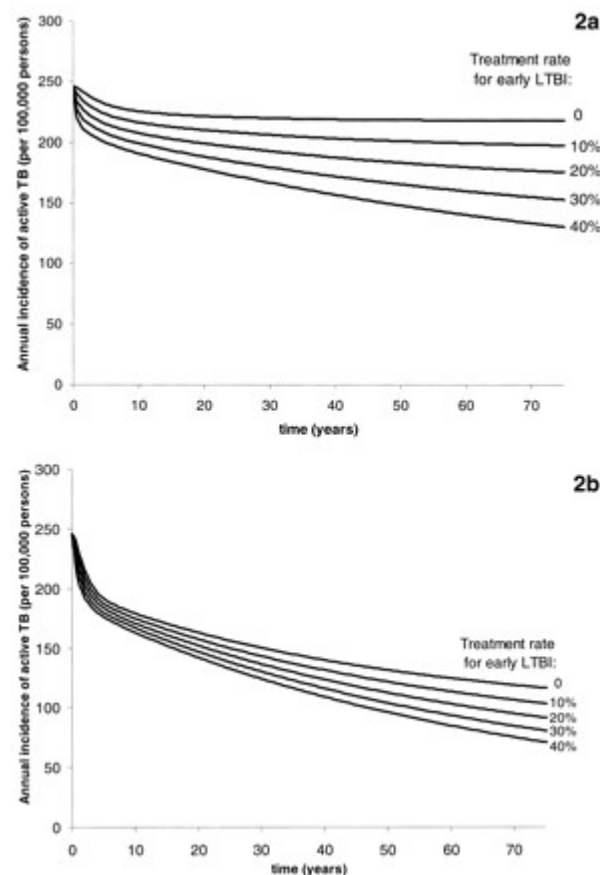 2a
Treatment rate
for early LTBI:
Annual incidence of active TB (per 100,000 persons)
300
250
200
150
100
50
0
0
10%
20%
30%
40%
0 10 20 30 40 50 60 70
time (years)
2b
Treatment rate
for early LTBI:
Annual incidence of active TB (per 100,000 persons)
300
250
200
150
100
50
0
0
10%
20%
30%
40%
0 10 20 30 40 50 60 70
time (years)